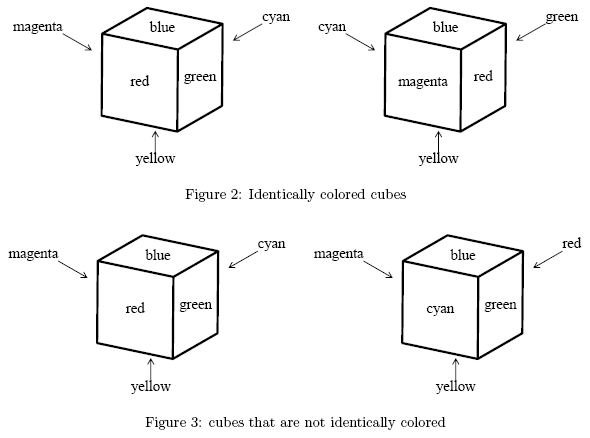 magenta
blue
cyan
red
green
yellow
cyan
blue
green
magenta
red
yellow
Figure 2: Identically colored cubes
magenta
blue
cyan
red
green
yellow
magenta
blue
red
cyan
green
yellow
Figure 3: cubes that are not identically colored